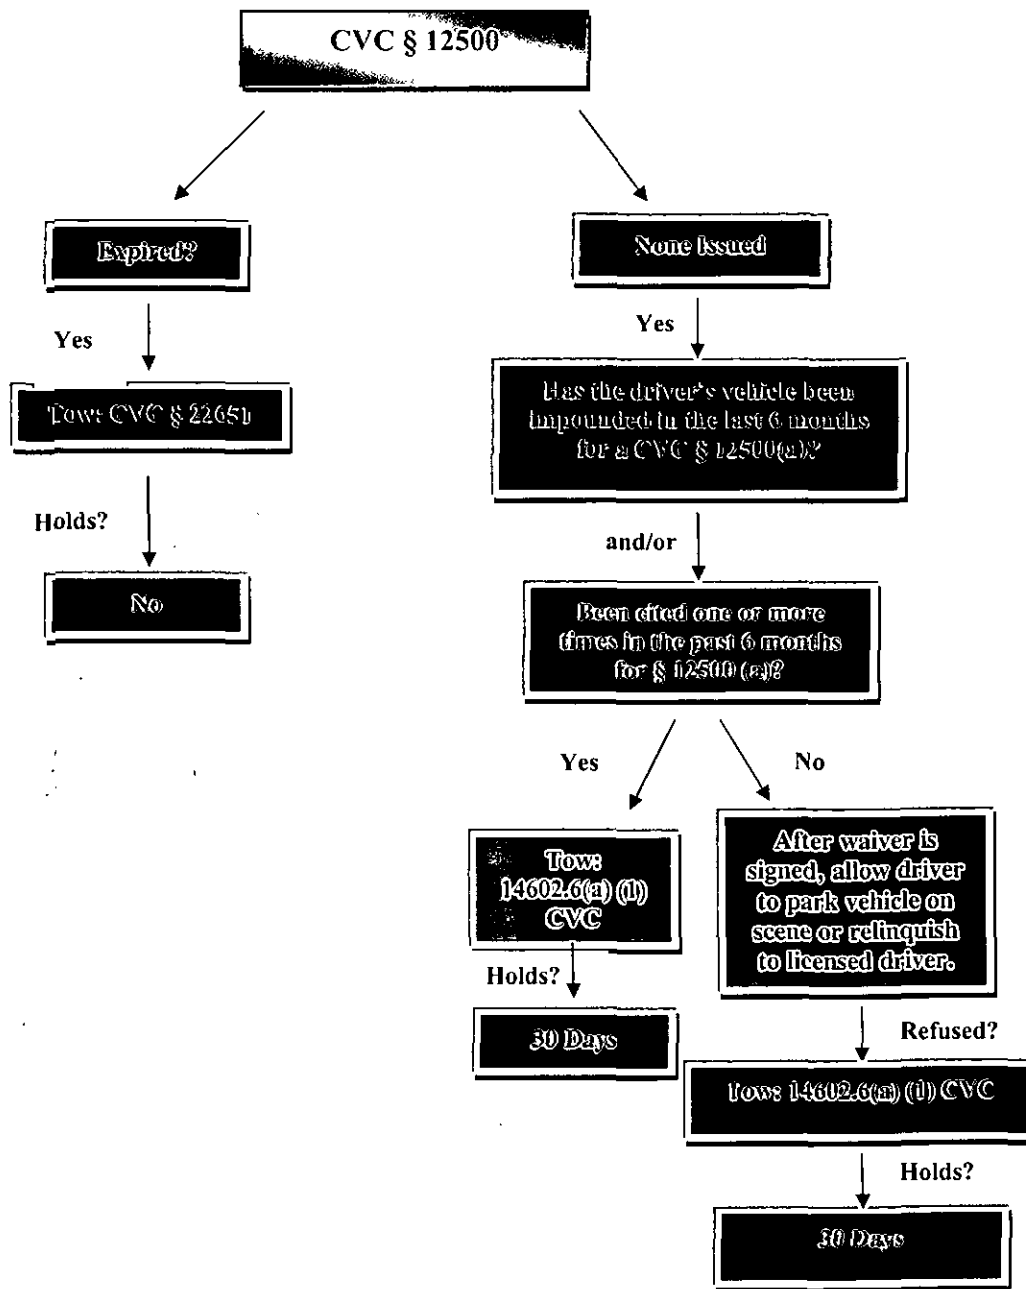 CVC § 12500
Expired?
None Issued
Yes
Yes
Tow: CVC § 22651
Has the driver's vehicle been
impounded in the last 6 months
for a CVC § 12500(a)?
Holds?
and/or
No
Been cited one or more
times in the past 6 months
for § 12500 (a)?
Yes
No
Tow:
14602.6(a) (1)
CVC
After waiver is
signed, allow driver
to park vehicle on
scene or relinquish
to licensed driver.
Holds?
30 Days
Refused?
Tow: 14602.6(a) (1) CVC
Holds?
30 Days